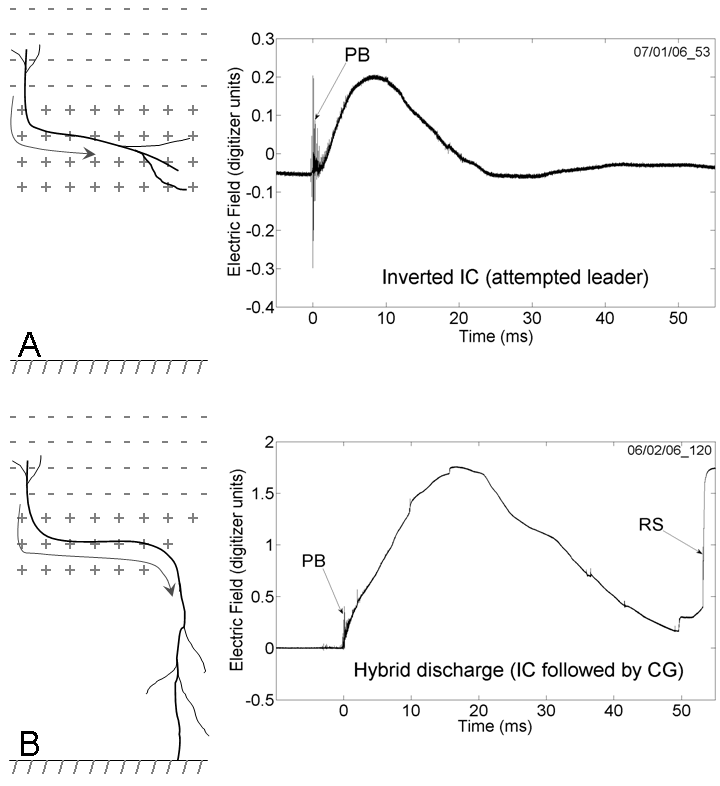 A
0.3
0.2
0.1
0
-0.1
-0.2
-0.3
-0.4
Electric Field (digitizer units)
PB
07/01/06_53
Inverted IC (attempted leader)
0 10 20 30 40 50
Time (ms)
B
2
1.5
1
0.5
0
-0.5
Electric Field (digitizer units)
06/02/06_120
RS
PB
Hybrid discharge (IC followed by CG)
0 10 20 30 40 50
Time (ms)